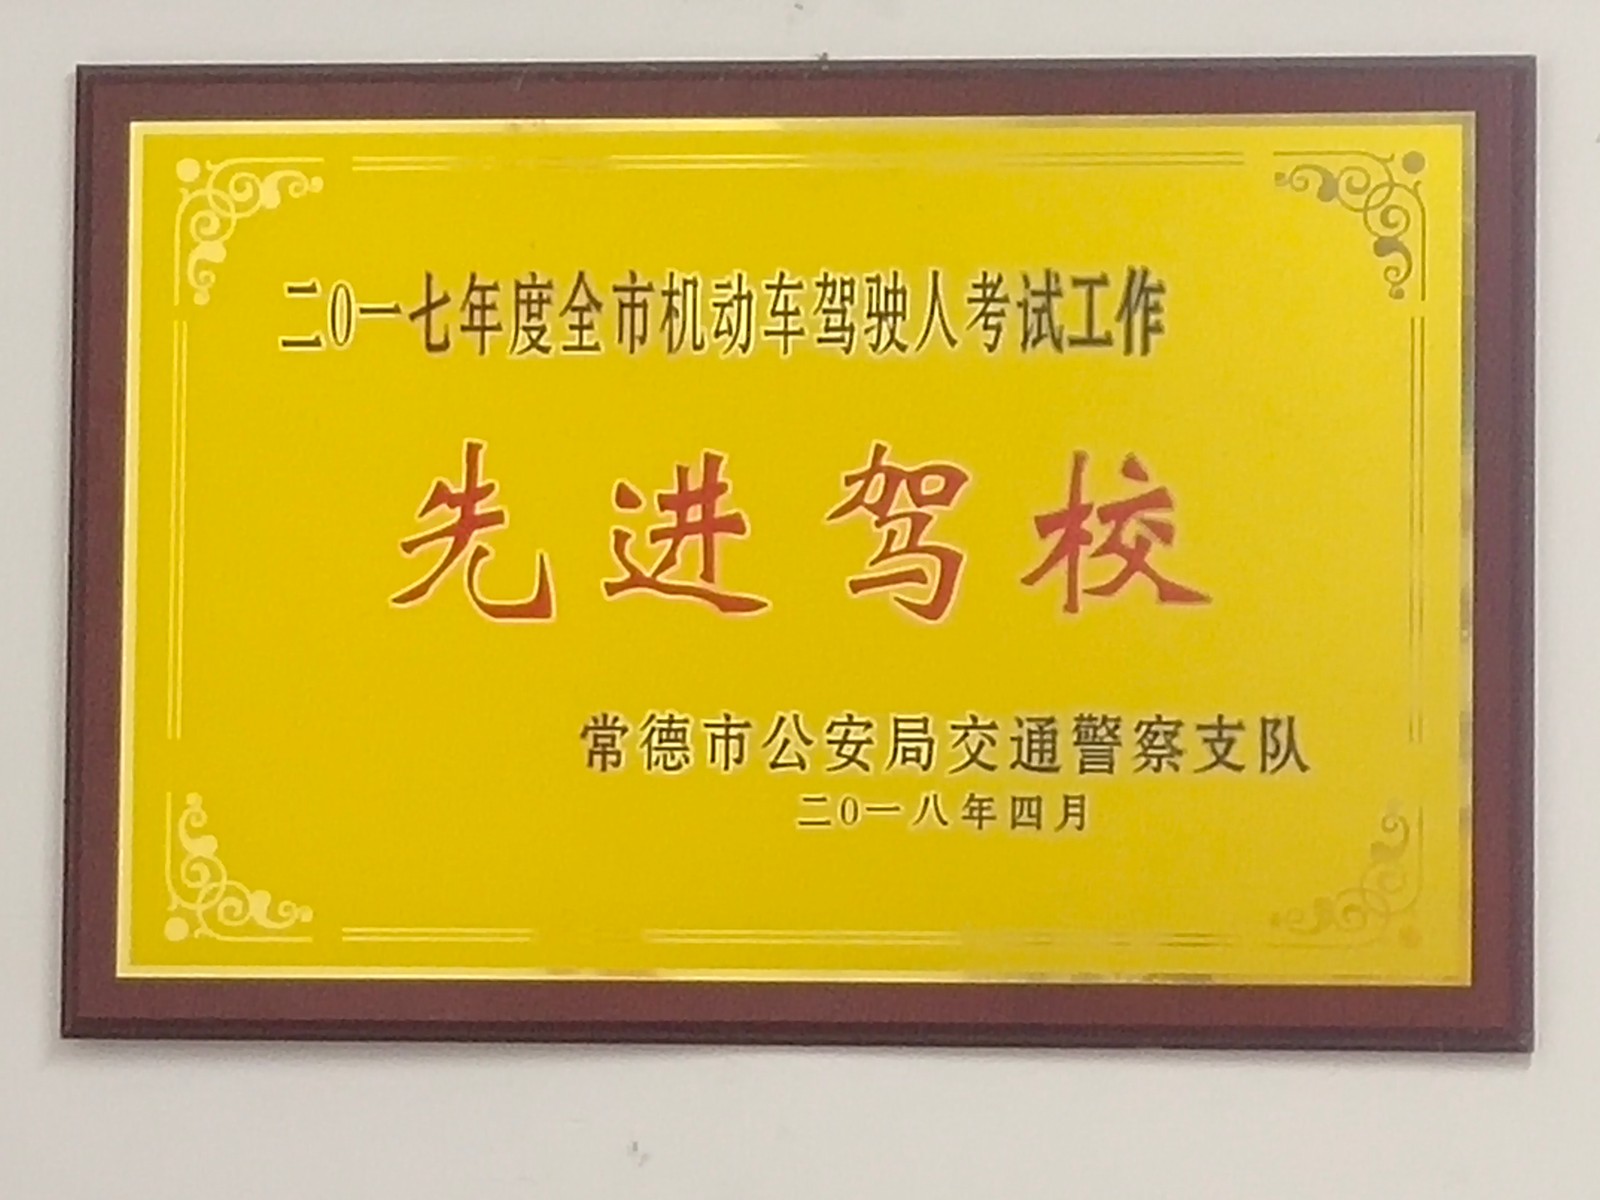 二0一七年度全市机动车驾驶人考试工作
先进驾校
常德市公安局交通警察支队
二0一八年四月